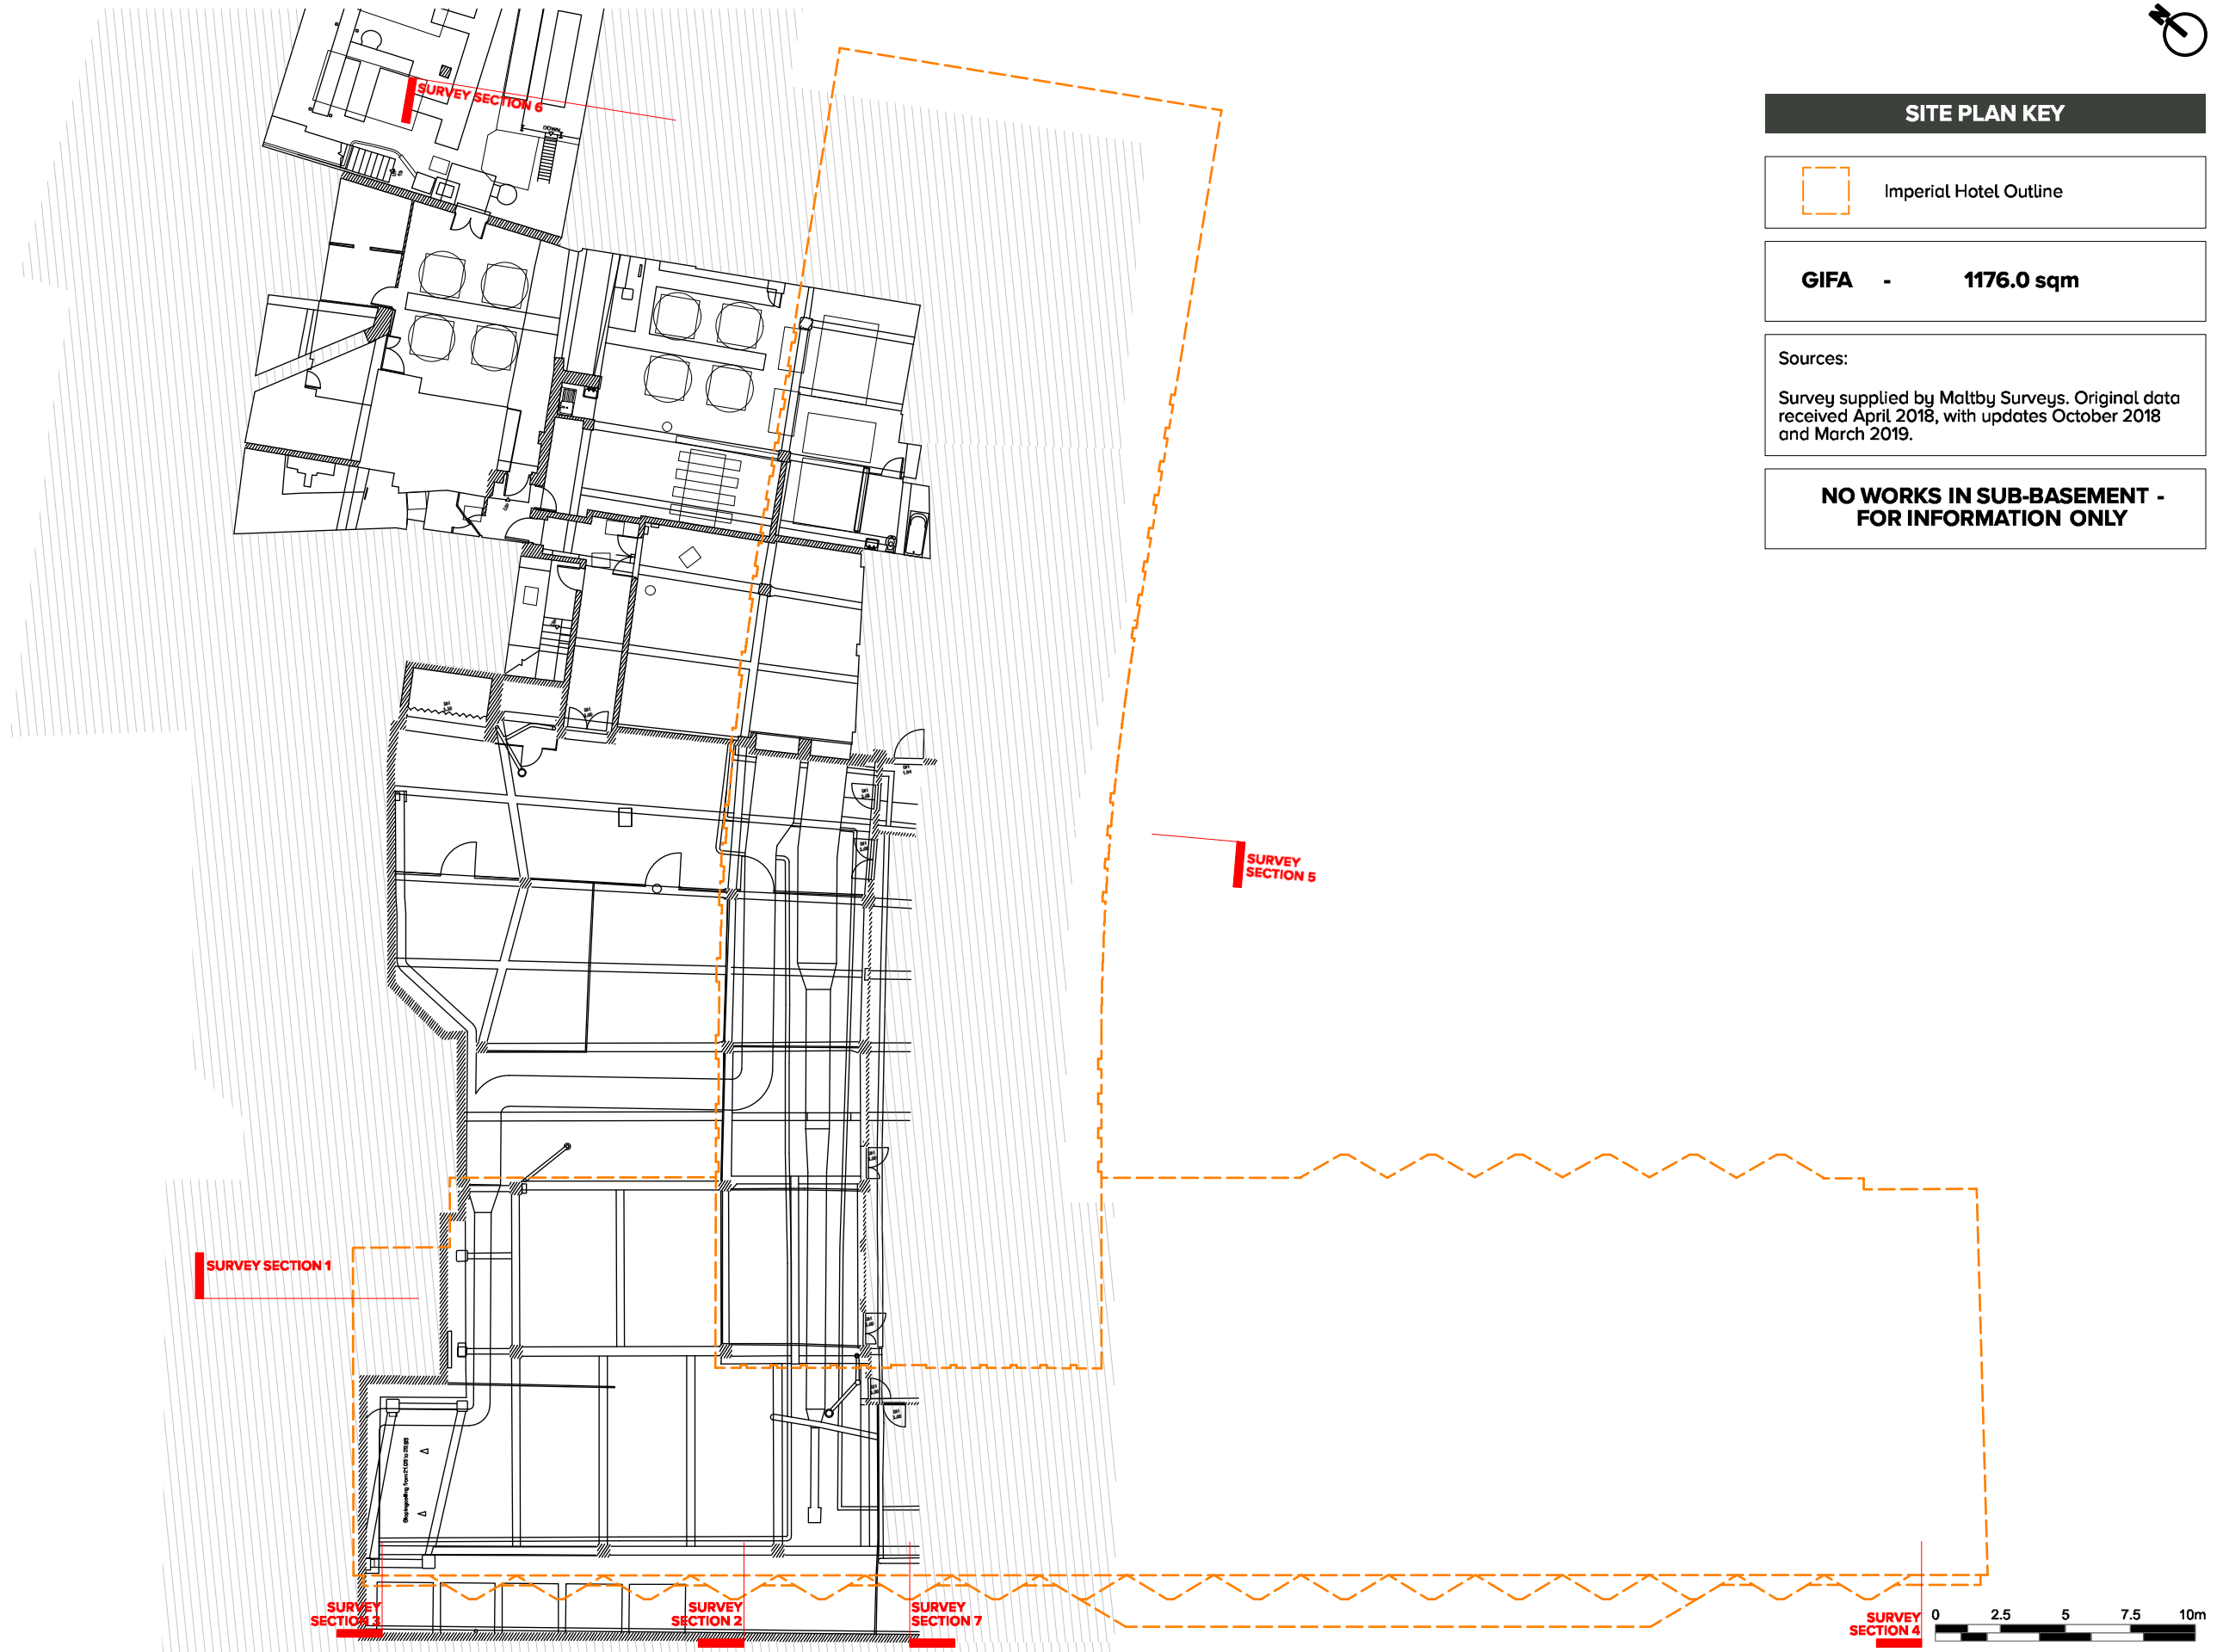 N
SURVEY SECTION 6
DOWN
SITE PLAN KEY
Imperial Hotel Outline
GIFA - 1176.0 sqm
Sources:
Survey supplied by Maltby Surveys. Original data
received April 2018, with updates October 2018
and March 2019.
NO WORKS IN SUB-BASEMENT -
FOR INFORMATION ONLY
SURVEY
SECTION 5
SURVEY SECTION 1
SURVEY
SECTION 3
SURVEY
SECTION 2
SURVEY
SECTION 7
SURVEY
SECTION 4
0 2.5 5 7.5 10m